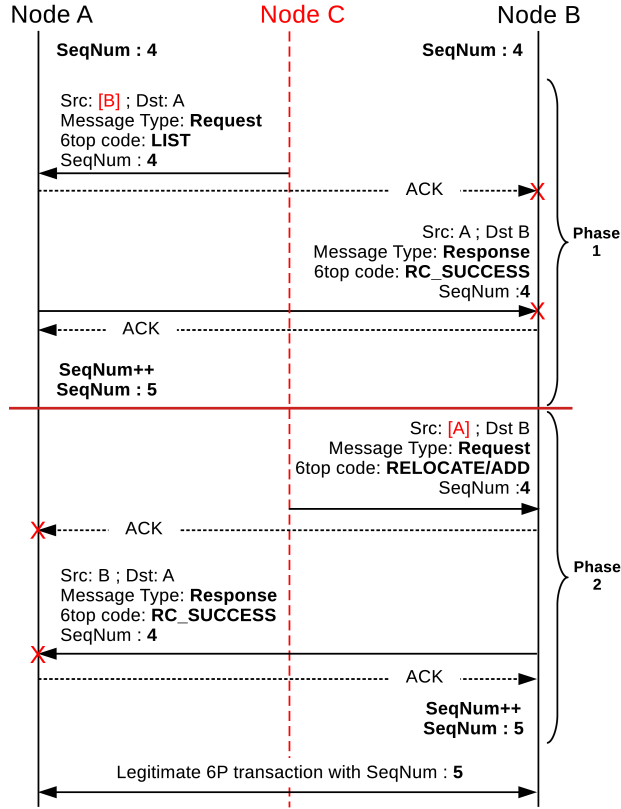 Node A
Node C
Node B
SeqNum : 4
SeqNum : 4
Src: [B] ; Dst: A
Message Type: Request
6top code: LIST
SeqNum : 4
ACK
X
Src: A ; Dst B
Message Type: Response
6top code: RC_SUCCESS
SeqNum :4
X
ACK
SeqNum++
SeqNum : 5
Phase
1
Src: [A] ; Dst B
Message Type: Request
6top code: RELOCATE/ADD
SeqNum :4
X
ACK
Src: B ; Dst: A
Message Type: Response
6top code: RC_SUCCESS
SeqNum : 4
X
ACK
SeqNum++
SeqNum : 5
Phase
2
Legitimate 6P transaction with SeqNum : 5